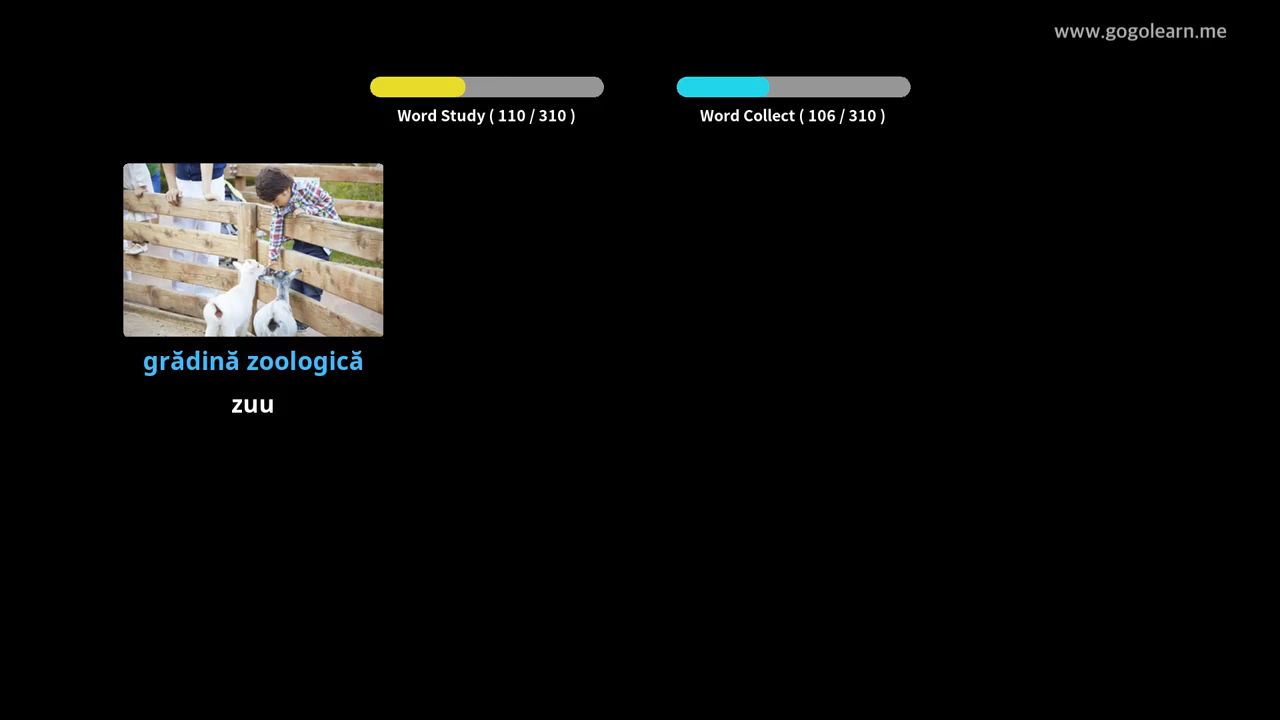 www.gogolearn.me
Word Study ( 110 / 310 )
Word Collect ( 106 / 310 )
grădină zoologică
zuu